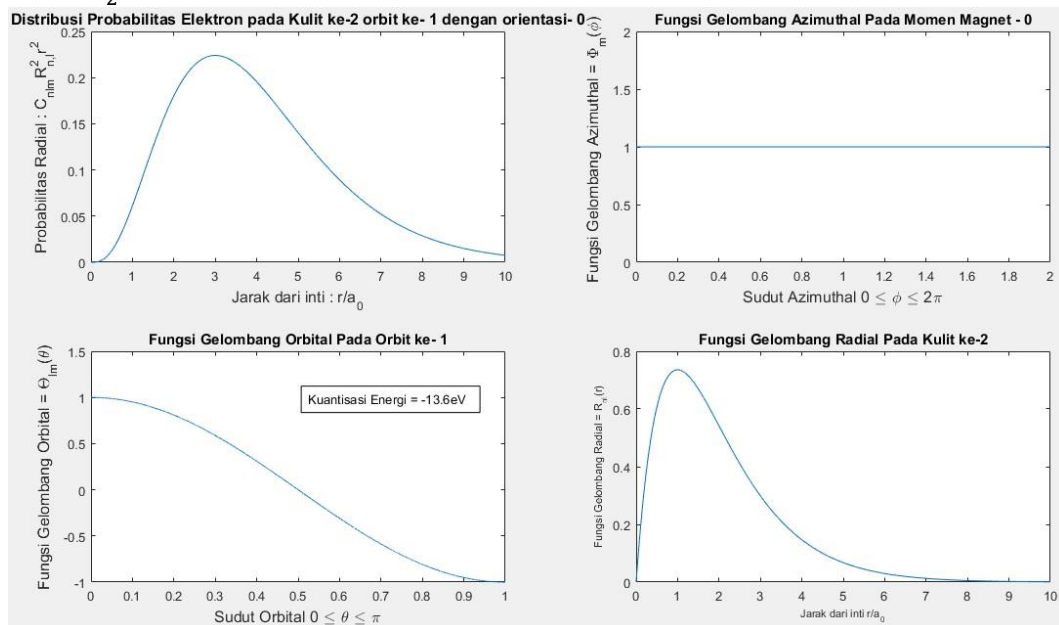 2
Distribusi Probabilitas Elektron pada Kulit ke-2 orbit ke- 1 dengan orientasi- 0
Probabilitas Radial : C_nlm R²_n,l r²
0.25
0.2
0.15
0.1
0.05
0
0 1 2 3 4 5 6 7 8 9 10
Jarak dari inti : r/a₀
Fungsi Gelombang Azimuthal Pada Momen Magnet - 0
Fungsi Gelombang Azimuthal = Φ_m(ϕ)
2
1.5
1
0.5
0
0 0.2 0.4 0.6 0.8 1 1.2 1.4 1.6 1.8 2
Sudut Azimuthal 0 ≤ ϕ ≤ 2π
Fungsi Gelombang Orbital Pada Orbit ke- 1
Fungsi Gelombang Orbital = Θ_lm(θ)
1.5
1
0.5
0
-0.5
-1
Kuantisasi Energi = -13.6eV
0 0.1 0.2 0.3 0.4 0.5 0.6 0.7 0.8 0.9 1
Sudut Orbital 0 ≤ θ ≤ π
Fungsi Gelombang Radial Pada Kulit ke-2
Fungsi Gelombang Radial = R_nl(r)
0.8
0.6
0.4
0.2
0
0 1 2 3 4 5 6 7 8 9 10
Jarak dari inti r/a₀